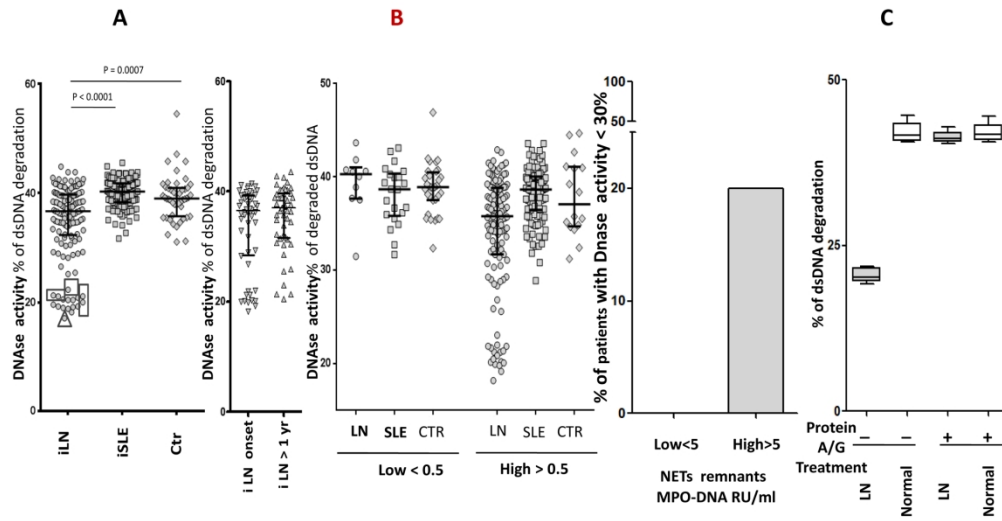 A
B
C
60
40
20
0
P = 0.0007
P < 0.0001
DNAse activity % of dsDNA degradation
iLN
iSLE
Ctr
60
40
20
0
DNAse activity % of dsDNA degradation
i LN onset
i LN > 1 yr
50
40
30
20
DNAse activity% of degraded dsDNA
LN
SLE
CTR
LN
SLE
CTR
Low < 0.5
High > 0.5
100
80
60
40
20
10
0
% of patients with Dnase activity < 30%
Low<5
High>5
NETs remnants
MPO-DNA RU/ml
50
25
0
% of dsDNA degradation
Protein
A/G
Treatment
– – + +
LN
Normal
LN
Normal